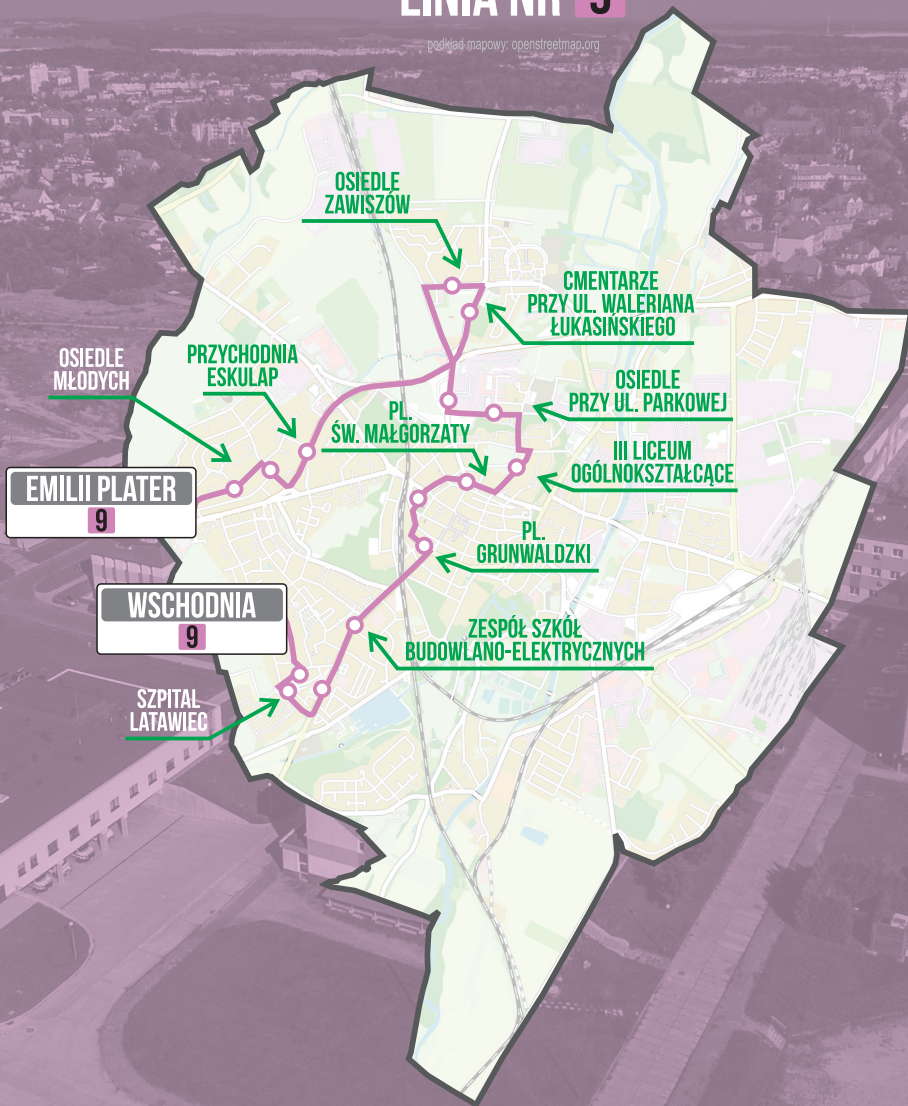 LINIA NR 9
podkład mapowy: openstreetmap.org
OSIEDLE
ZAWISZÓW
CMENTARZE
PRZY UL. WALERIANA
ŁUKASIŃSKIEGO
OSIEDLE
MŁODYCH
PRZYCHODNIA
ESKULAP
OSIEDLE
PRZY UL. PARKOWEJ
PL.
ŚW. MAŁGORZATY
III LICEUM
OGÓLNOKSZTAŁCĄCE
EMILII PLATER
9
PL.
GRUNWALDZKI
WSCHODNIA
9
ZESPÓŁ SZKÓŁ
BUDOWLANO-ELEKTRYCZNYCH
SZPITAL
LATAWIEC